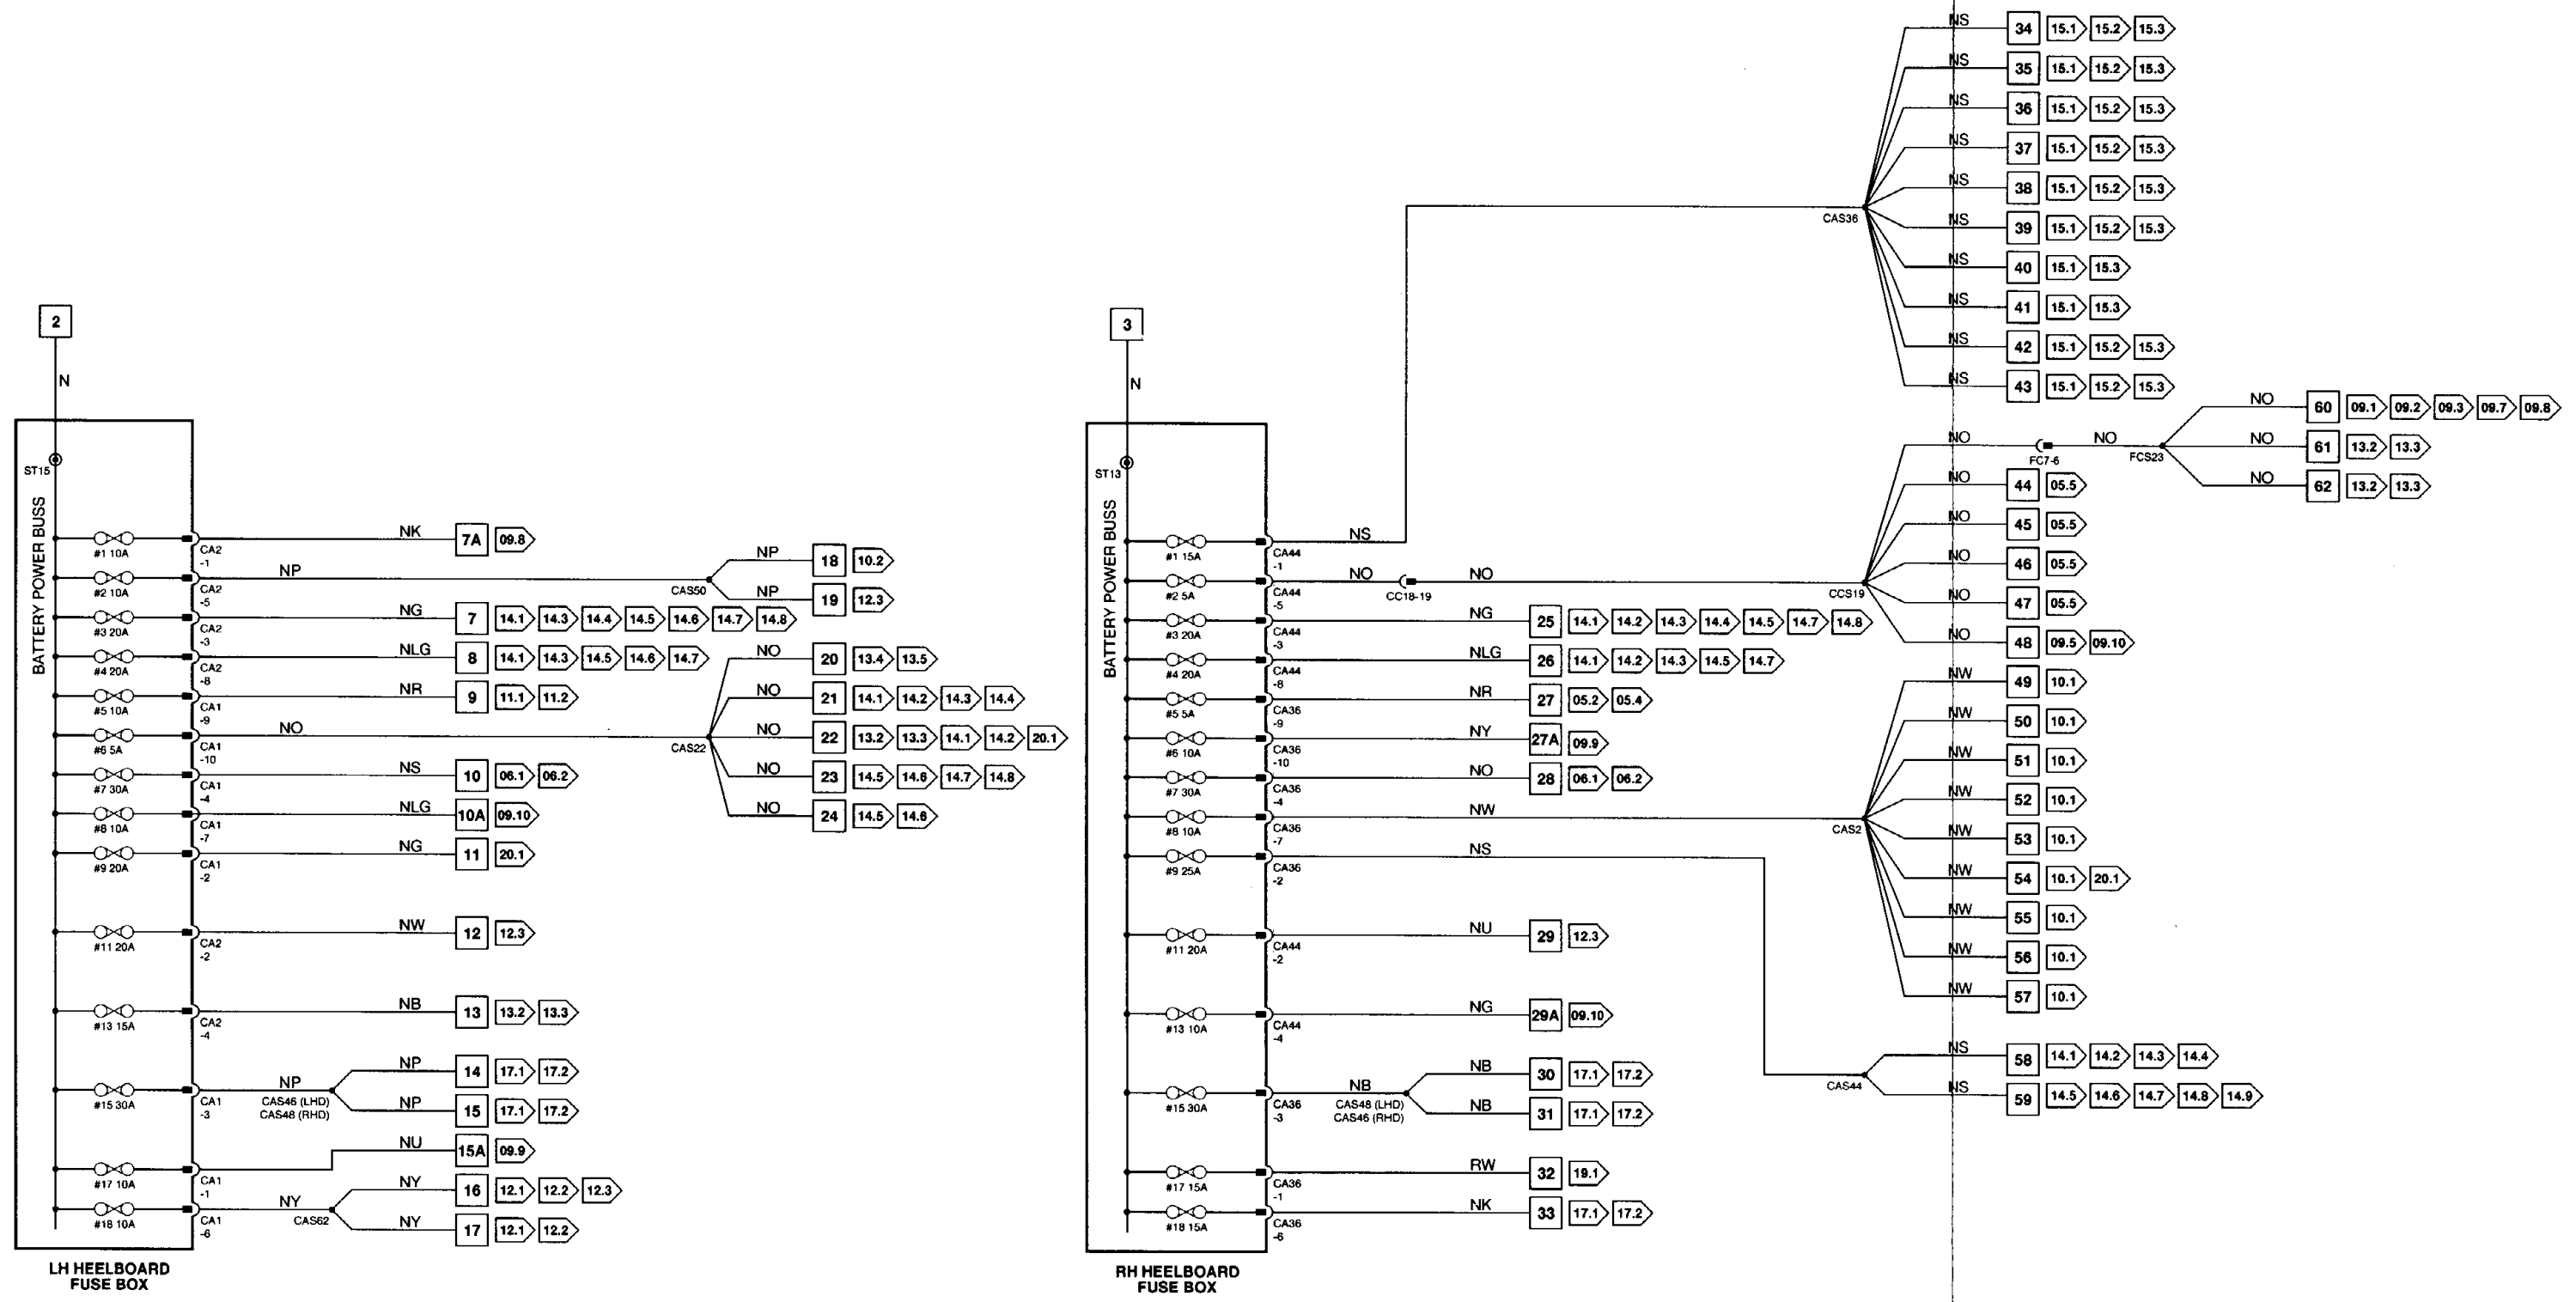 2
N
ST15
BATTERY POWER BUSS
#1 10A CA2 -1 NK 7A 09.8
#2 10A CA2 -5 NP CAS50
NP 18 10.2
NP 19 12.3
#3 20A CA2 -3 NG 7 14.1 14.3 14.4 14.5 14.6 14.7 14.8
#4 20A CA2 -8 NLG 8 14.1 14.3 14.5 14.6 14.7
#5 10A CA1 -9 NR 9 11.1 11.2
#6 5A CA1 -10 NO CAS22
NO 20 13.4 13.5
NO 21 14.1 14.2 14.3 14.4
NO 22 13.2 13.3 14.1 14.2 20.1
NO 23 14.5 14.6 14.7 14.8
NO 24 14.5 14.6
#7 30A CA1 -4 NS 10 06.1 06.2
#8 10A CA1 -7 NLG 10A 09.10
#9 20A CA1 -2 NG 11 20.1
#11 20A CA2 -2 NW 12 12.3
#13 15A CA2 -4 NB 13 13.2 13.3
#15 30A CA1 -3 NP
CAS46 (LHD)
CAS48 (RHD)
NP 14 17.1 17.2
NP 15 17.1 17.2
#17 10A CA1 -1 NU 15A 09.9
#18 10A CA1 -6 NY CAS62
NY 16 12.1 12.2 12.3
NY 17 12.1 12.2
LH HEELBOARD
FUSE BOX
3
N
ST13
BATTERY POWER BUSS
#1 15A CA44 -1 NS CAS36
NS 34 15.1 15.2 15.3
NS 35 15.1 15.2 15.3
NS 36 15.1 15.2 15.3
NS 37 15.1 15.2 15.3
NS 38 15.1 15.2 15.3
NS 39 15.1 15.2 15.3
NS 40 15.1 15.3
NS 41 15.1 15.3
NS 42 15.1 15.2 15.3
NS 43 15.1 15.2 15.3
#2 5A CA44 -5 NO CC18-19 NO CCS19
NO FC7-6 NO FCS23
NO 60 09.1 09.2 09.3 09.7 09.8
NO 61 13.2 13.3
NO 62 13.2 13.3
NO 44 05.5
NO 45 05.5
NO 46 05.5
NO 47 05.5
NO 48 09.5 09.10
#3 20A CA44 -3 NG 25 14.1 14.2 14.3 14.4 14.5 14.7 14.8
#4 20A CA44 -8 NLG 26 14.1 14.2 14.3 14.5 14.7
#5 5A CA36 -9 NR 27 05.2 05.4
#6 10A CA36 -10 NY 27A 09.9
#7 30A CA36 -4 NO 28 06.1 06.2
#8 10A CA36 -7 NW CAS2
NW 49 10.1
NW 50 10.1
NW 51 10.1
NW 52 10.1
NW 53 10.1
NW 54 10.1 20.1
NW 55 10.1
NW 56 10.1
NW 57 10.1
#9 25A CA36 -2 NS CAS44
NS 58 14.1 14.2 14.3 14.4
NS 59 14.5 14.6 14.7 14.8 14.9
#11 20A CA44 -2 NU 29 12.3
#13 10A CA44 -4 NG 29A 09.10
#15 30A CA36 -3 NB
CAS48 (LHD)
CAS46 (RHD)
NB 30 17.1 17.2
NB 31 17.1 17.2
#17 15A CA36 -1 RW 32 19.1
#18 15A CA36 -6 NK 33 17.1 17.2
RH HEELBOARD
FUSE BOX